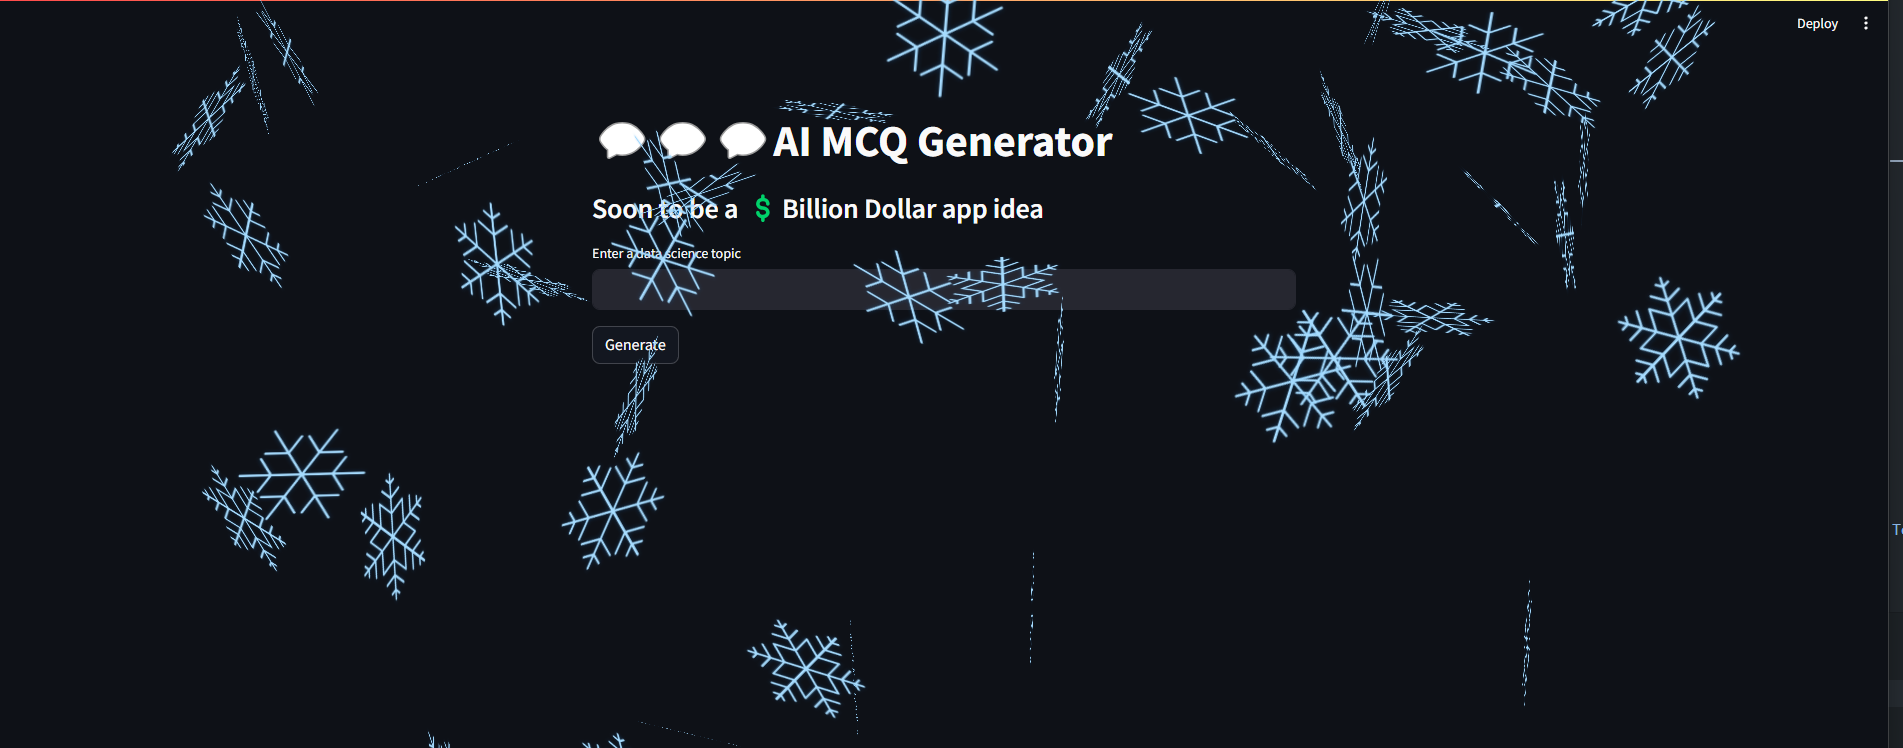 Deploy
💬 💬 💬 AI MCQ Generator
Soon to be a 💲 Billion Dollar app idea
Enter a data science topic
Generate